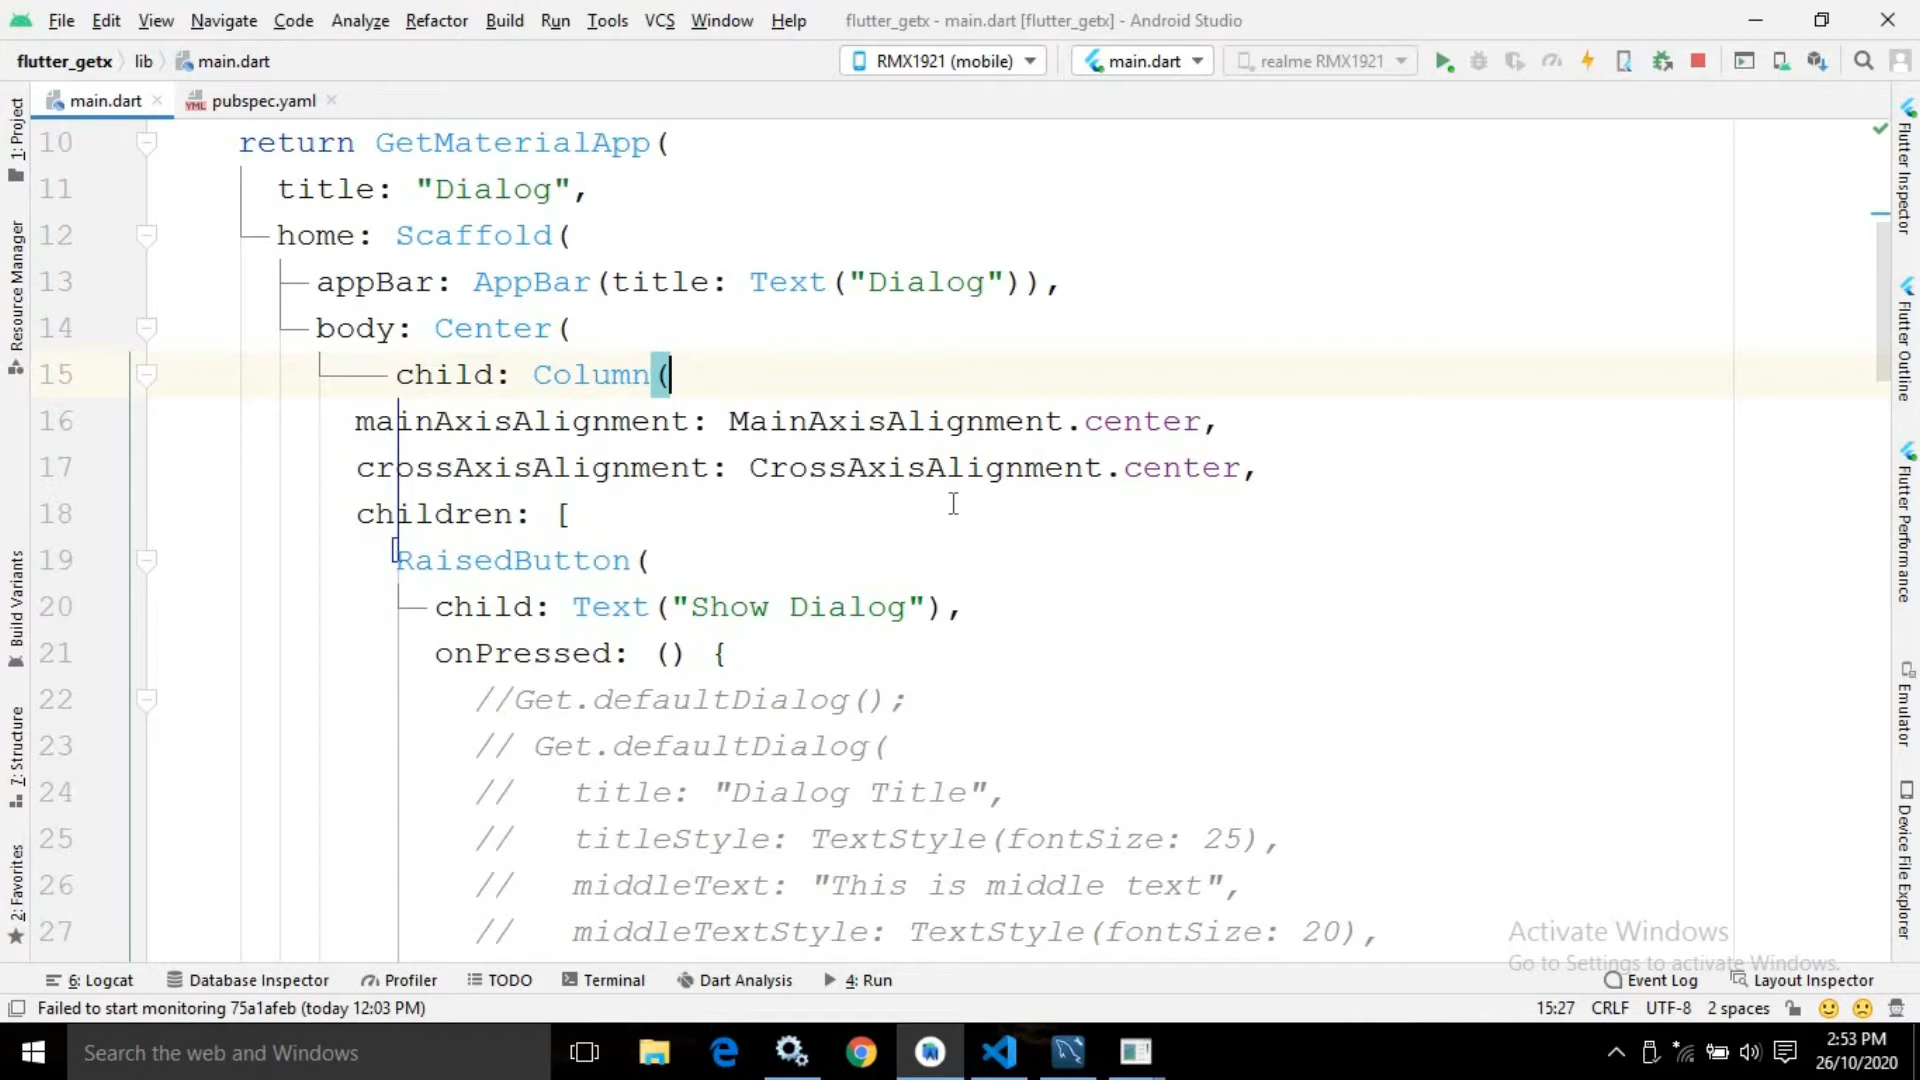 File Edit View Navigate Code Analyze Refactor Build Run Tools VCS Window Help flutter_getx - main.dart [flutter_getx] - Android Studio
flutter_getx lib main.dart RMX1921 (mobile) main.dart realme RMX1921
main.dart YML pubspec.yaml
10 return GetMaterialApp(
11 title: "Dialog",
12 home: Scaffold(
13 appBar: AppBar(title: Text("Dialog")),
14 body: Center(
15 child: Column(
16 mainAxisAlignment: MainAxisAlignment.center,
17 crossAxisAlignment: CrossAxisAlignment.center,
18 children: [
19 RaisedButton(
20 child: Text("Show Dialog"),
21 onPressed: () {
22 //Get.defaultDialog();
23 // Get.defaultDialog(
24 // title: "Dialog Title",
25 // titleStyle: TextStyle(fontSize: 25),
26 // middleText: "This is middle text",
27 // middleTextStyle: TextStyle(fontSize: 20),
1: Project
Resource Manager
Build Variants
7: Structure
2: Favorites
Flutter Inspector
Flutter Outline
Flutter Performance
Emulator
Device File Explorer
Activate Windows
Go to Settings to activate Windows.
6: Logcat Database Inspector Profiler TODO Terminal Dart Analysis 4: Run Event Log Layout Inspector
Failed to start monitoring 75a1afeb (today 12:03 PM) 15:27 CRLF UTF-8 2 spaces
Search the web and Windows
2:53 PM
26/10/2020